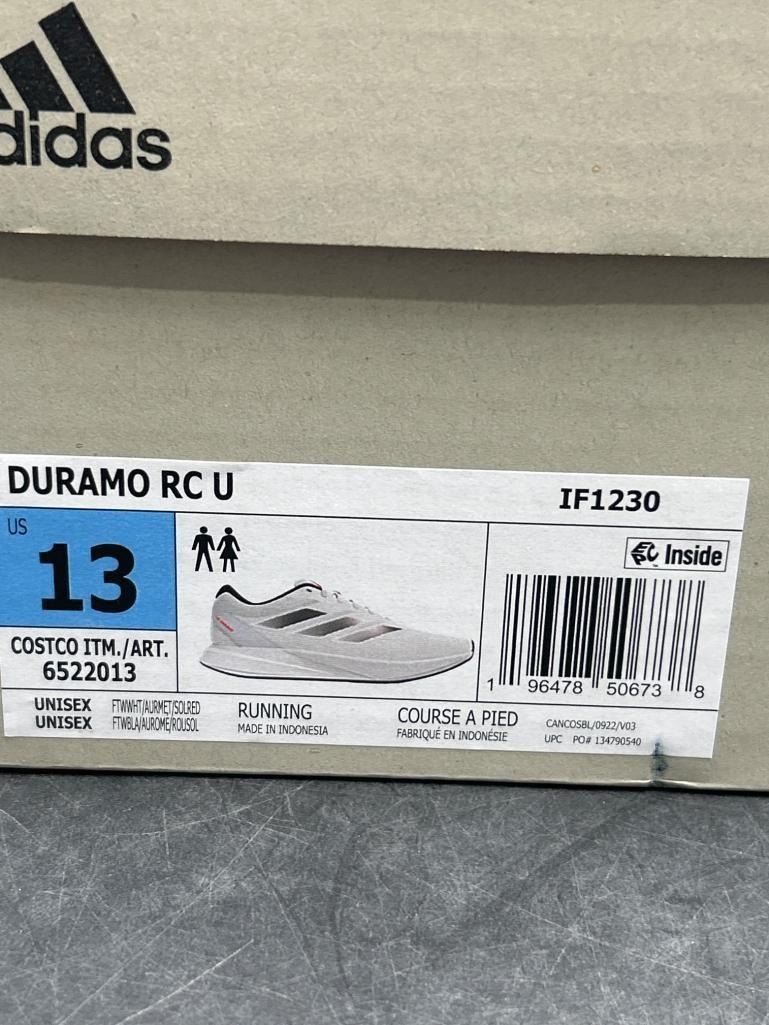 adidas
DURAMO RC U
IF1230
US
13
Inside
COSTCO ITM./ART.
6522013
1 96478 50673 8
UNISEX FTWWHT/AURMET/SOLRED
UNISEX FTWBLA/AUROME/ROUSOL
RUNNING
MADE IN INDONESIA
COURSE A PIED
FABRIQUÉ EN INDONÉSIE
CANCOSBL/0922/V03
UPC PO# 134790540